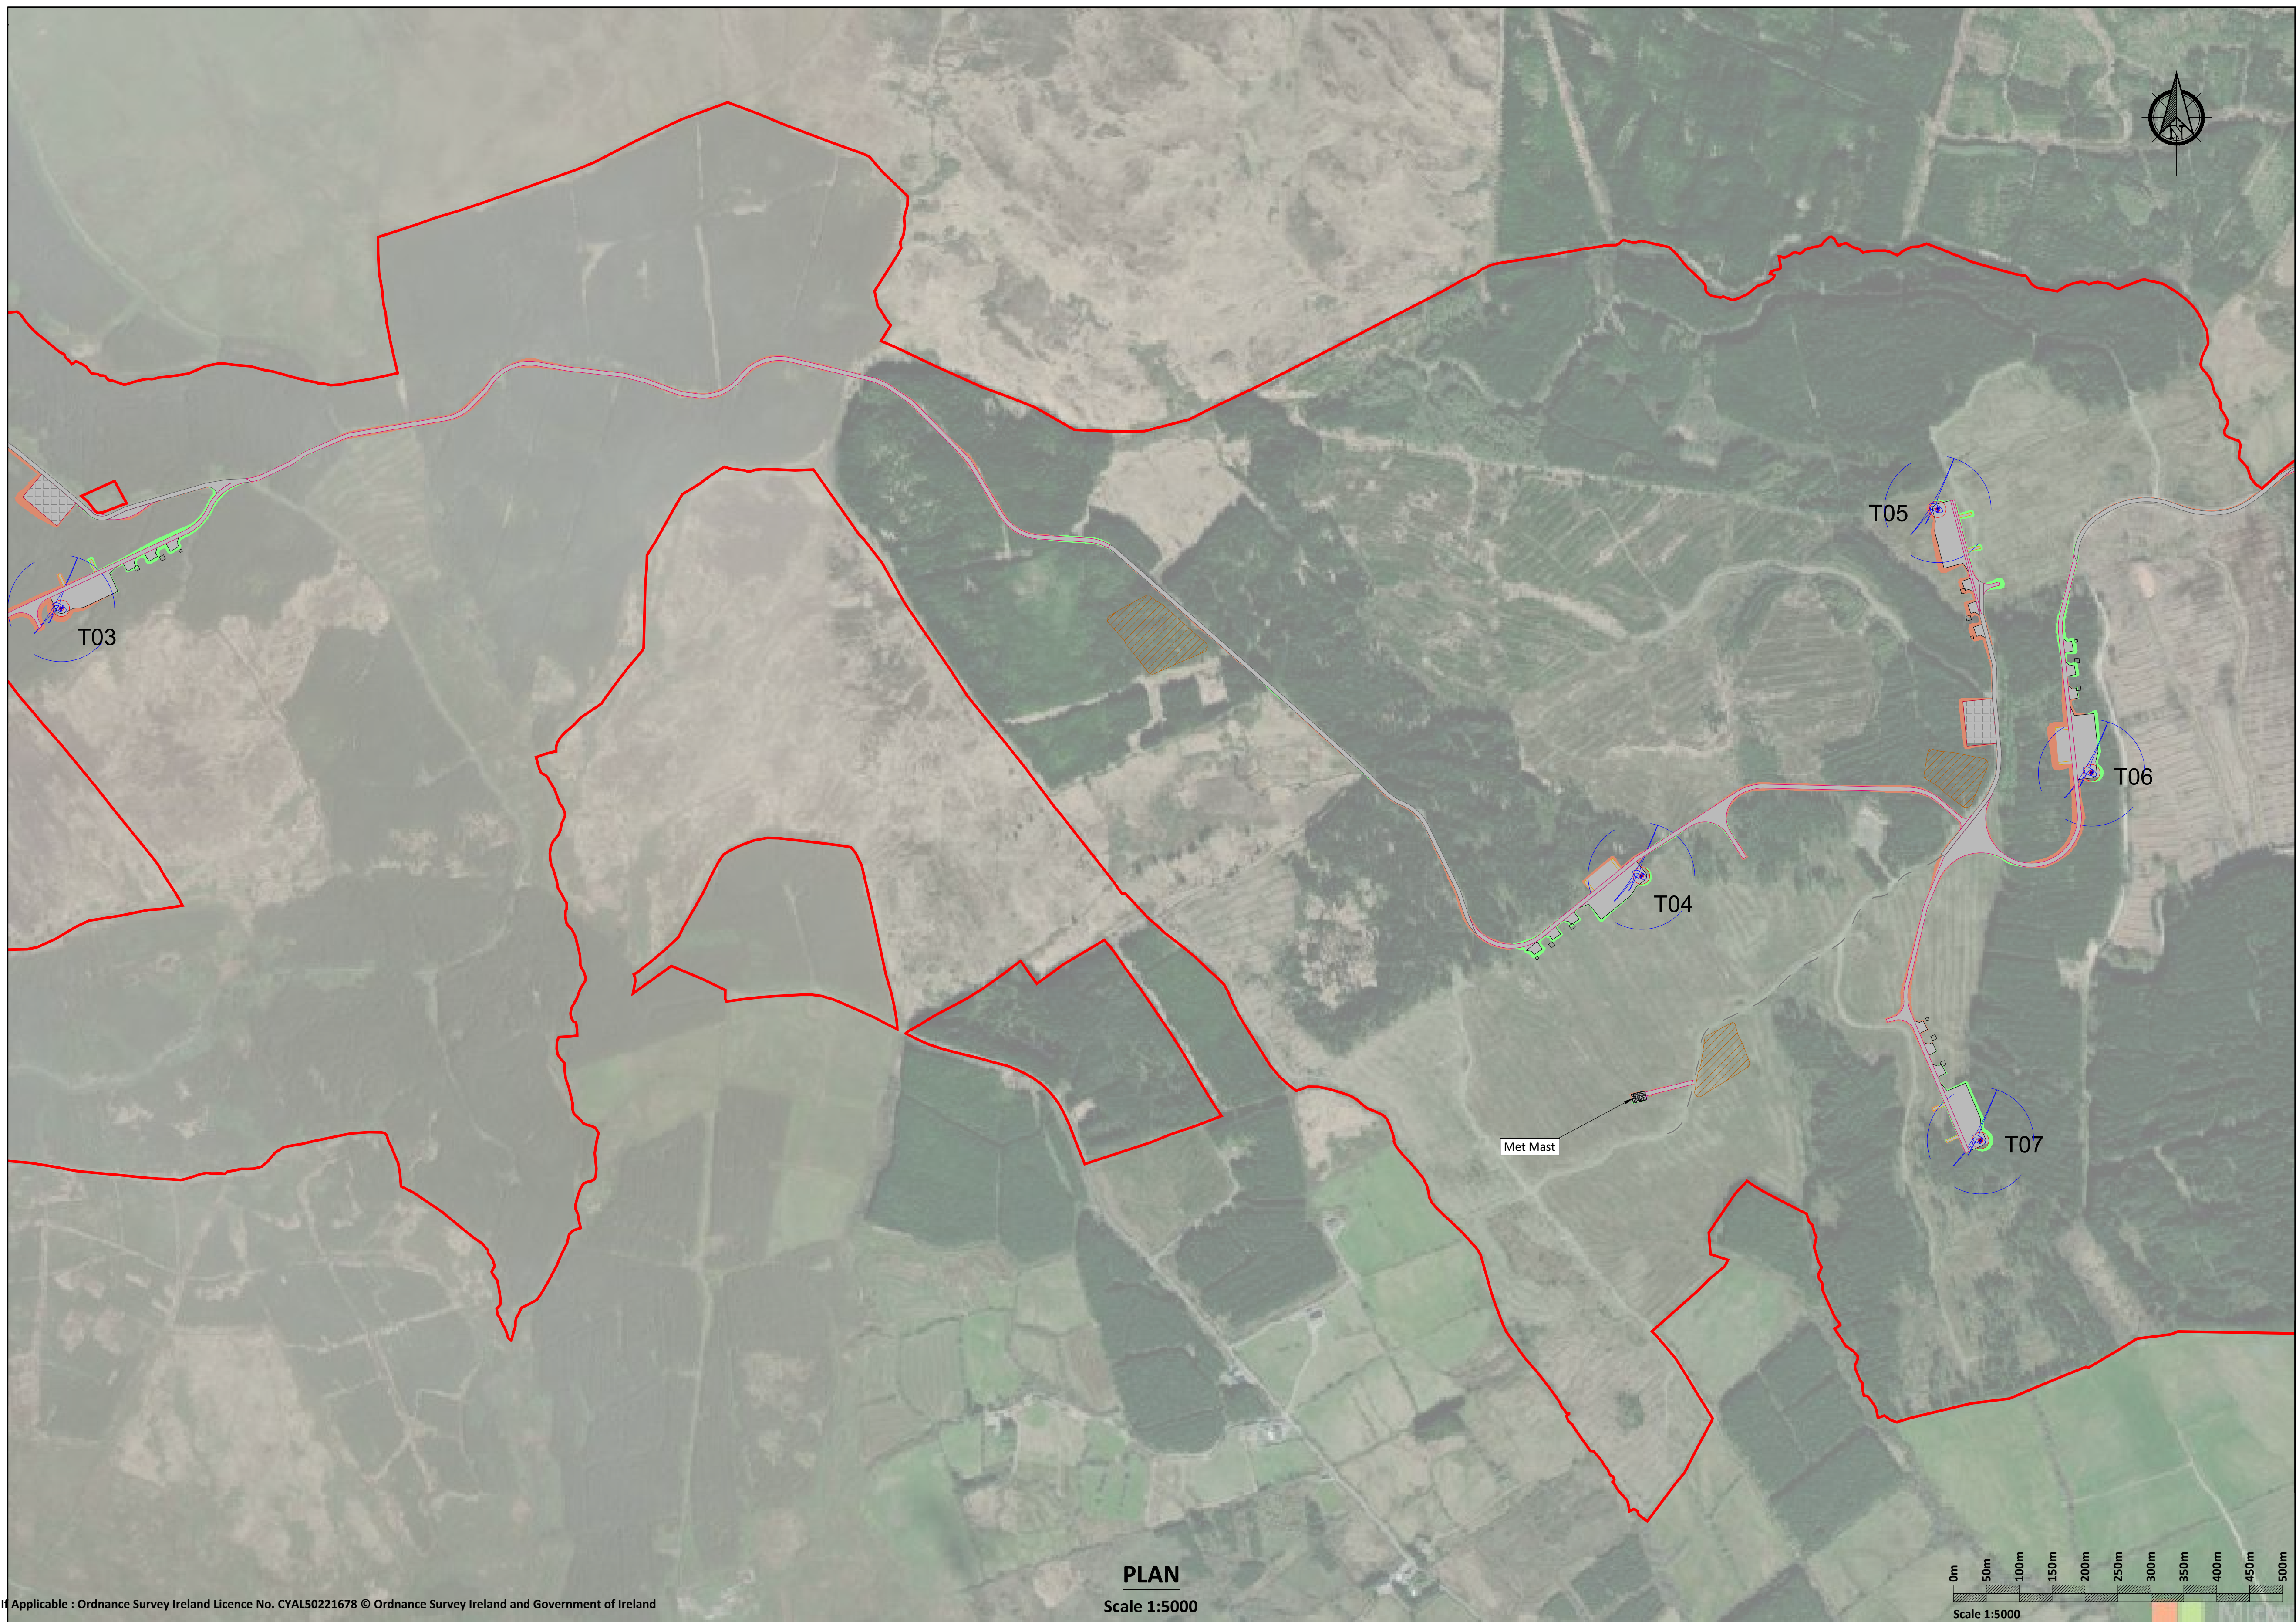 N
T05
T03
T06
T04
T07
Met Mast
PLAN
Scale 1:5000
If Applicable : Ordnance Survey Ireland Licence No. CYAL50221678 © Ordnance Survey Ireland and Government of Ireland
0m
50m
100m
150m
200m
250m
300m
350m
400m
450m
500m
Scale 1:5000